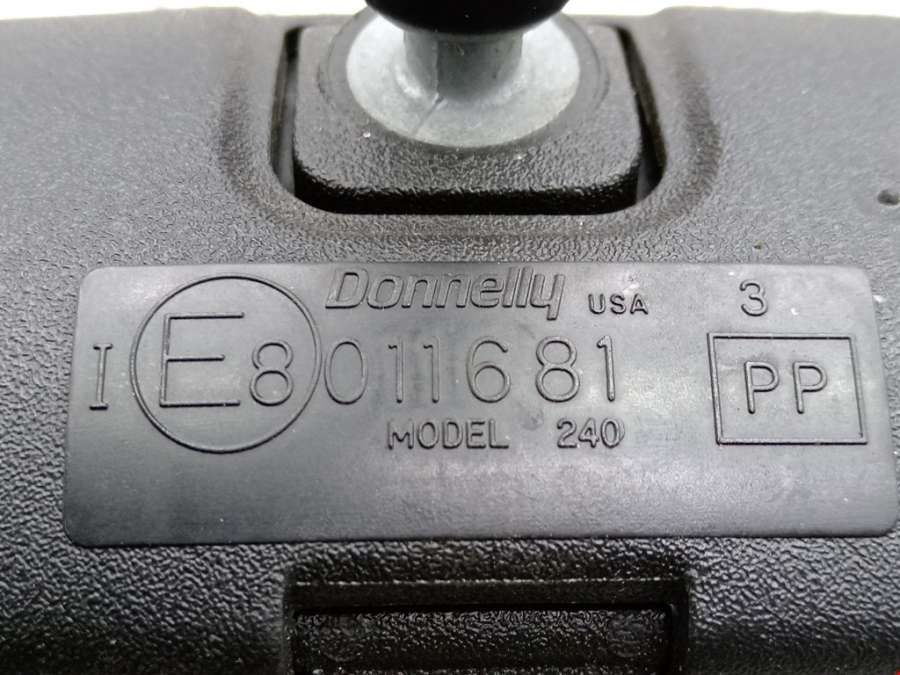 Donnelly USA 3
I E8 011681
MODEL 240
PP